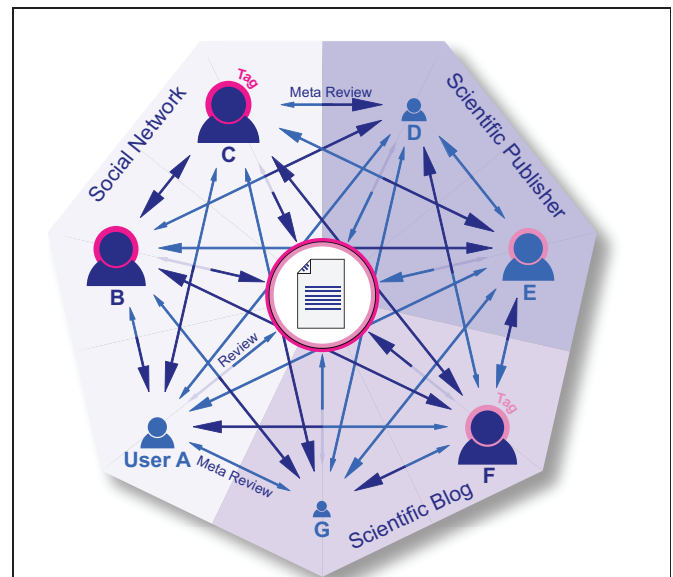 Tag
Meta Review
Social Network
Scientific Publisher
C
D
B
E
Review
Tag
User A
Meta Review
F
G
Scientific Blog